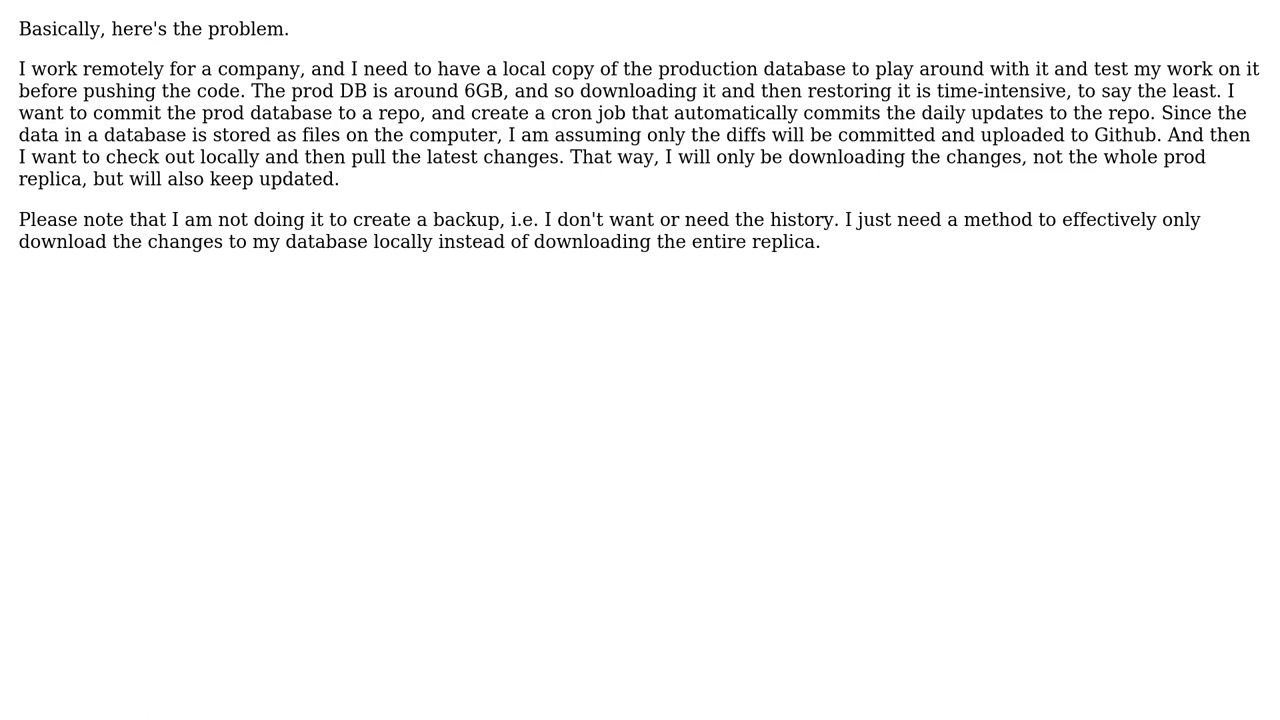 Basically, here's the problem.
I work remotely for a company, and I need to have a local copy of the production database to play around with it and test my work on it
before pushing the code. The prod DB is around 6GB, and so downloading it and then restoring it is time-intensive, to say the least. I
want to commit the prod database to a repo, and create a cron job that automatically commits the daily updates to the repo. Since the
data in a database is stored as files on the computer, I am assuming only the diffs will be committed and uploaded to Github. And then
I want to check out locally and then pull the latest changes. That way, I will only be downloading the changes, not the whole prod
replica, but will also keep updated.
Please note that I am not doing it to create a backup, i.e. I don't want or need the history. I just need a method to effectively only
download the changes to my database locally instead of downloading the entire replica.